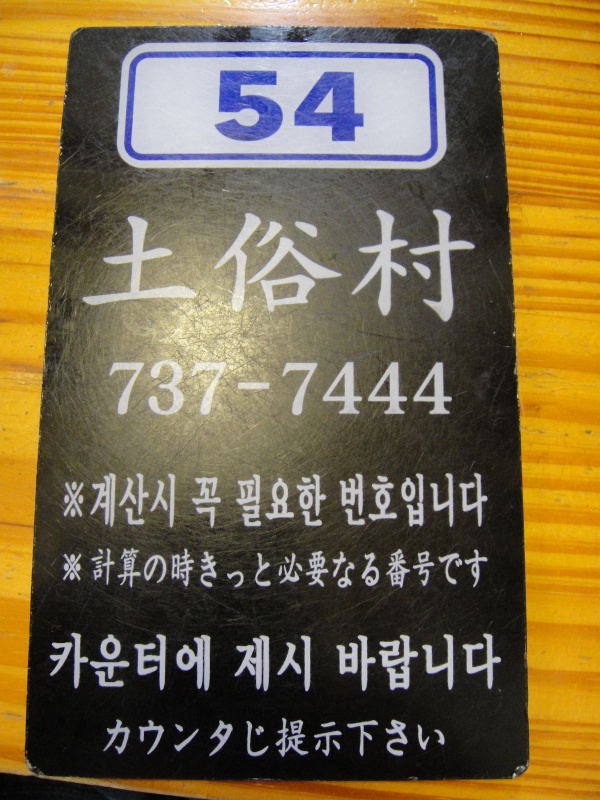 54
土俗村
737-7444
※계산시 꼭 필요한 번호입니다
※計算の時きっと必要なる番号です
카운터에 제시 바랍니다
カウンタじ提示下さい